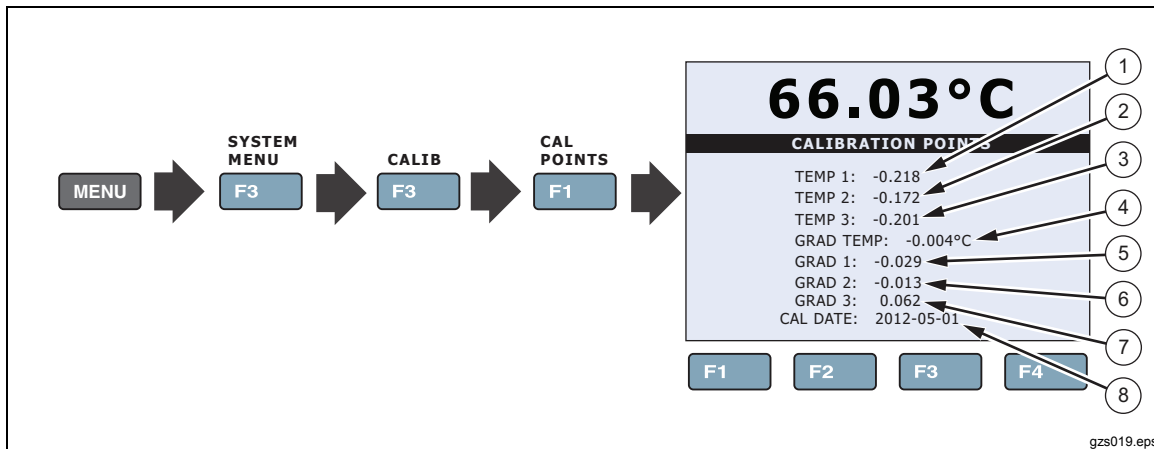 MENU
SYSTEM
MENU
F3
CALIB
F3
CAL
POINTS
F1
66.03°C
CALIBRATION POINTS
TEMP 1: -0.218
TEMP 2: -0.172
TEMP 3: -0.201
GRAD TEMP: -0.004°C
GRAD 1: -0.029
GRAD 2: -0.013
GRAD 3: 0.062
CAL DATE: 2012-05-01
F1
F2
F3
F4
1
2
3
4
5
6
7
8
gzs019.eps